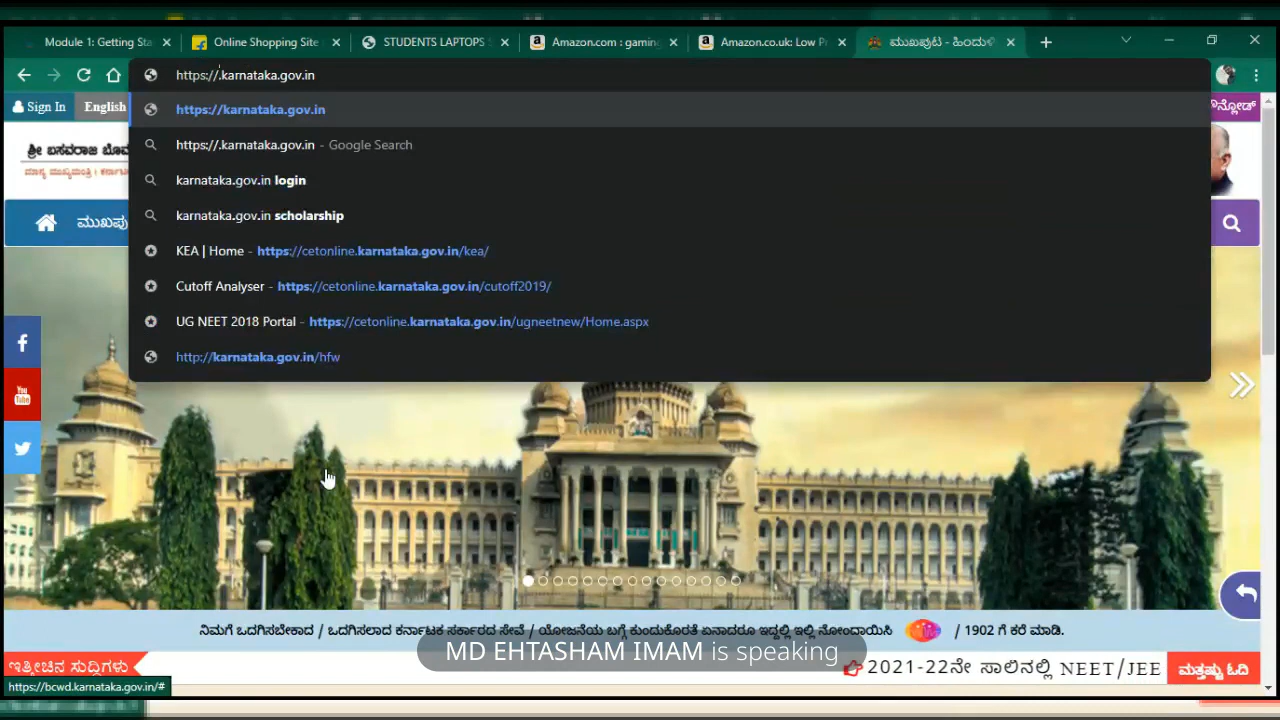 Module 1: Getting Sta
Online Shopping Site
STUDENTS LAPTOPS
Amazon.com : gaming
Amazon.co.uk: Low P
ಮುಖಪುಟ - ಹಿಂದುಳಿ
https://.karnataka.gov.in
https://karnataka.gov.in
https://.karnataka.gov.in - Google Search
karnataka.gov.in login
karnataka.gov.in scholarship
KEA | Home - https://cetonline.karnataka.gov.in/kea/
Cutoff Analyser - https://cetonline.karnataka.gov.in/cutoff2019/
UG NEET 2018 Portal - https://cetonline.karnataka.gov.in/ugneetnew/Home.aspx
http://karnataka.gov.in/hfw
Sign In
English
ನ್ಲೋಡ್
ಶ್ರೀ ಬಸವರಾಜ ಬೊಮ
ಮಾನ್ಯ ಮುಖ್ಯಮಂತ್ರಿ
ಮುಖಪು
You Tube
ನಿಮಗೆ ಒದಗಿಸಬೇಕಾದ / ಒದಗಿಸಲಾದ ಕರ್ನಾಟಕ ಸರ್ಕಾರದ ಸೇವೆ / ಯೋಜನೆಯ ಬಗ್ಗೆ ಕುಂದುಕೊರತೆ ಏನಾದರೂ ಇದ್ದಲ್ಲಿ ಇಲ್ಲಿ ನೋಂದಾಯಿಸಿ / 1902 ಗೆ ಕರೆ ಮಾಡಿ.
MD EHTASHAM IMAM is speaking
ಇತ್ತೀಚಿನ ಸುದ್ದಿಗಳು
2021-22ನೇ ಸಾಲಿನಲ್ಲಿ NEET/JEE
ಮತ್ತಷ್ಟು ಓದಿ
https://bcwd.karnataka.gov.in/#